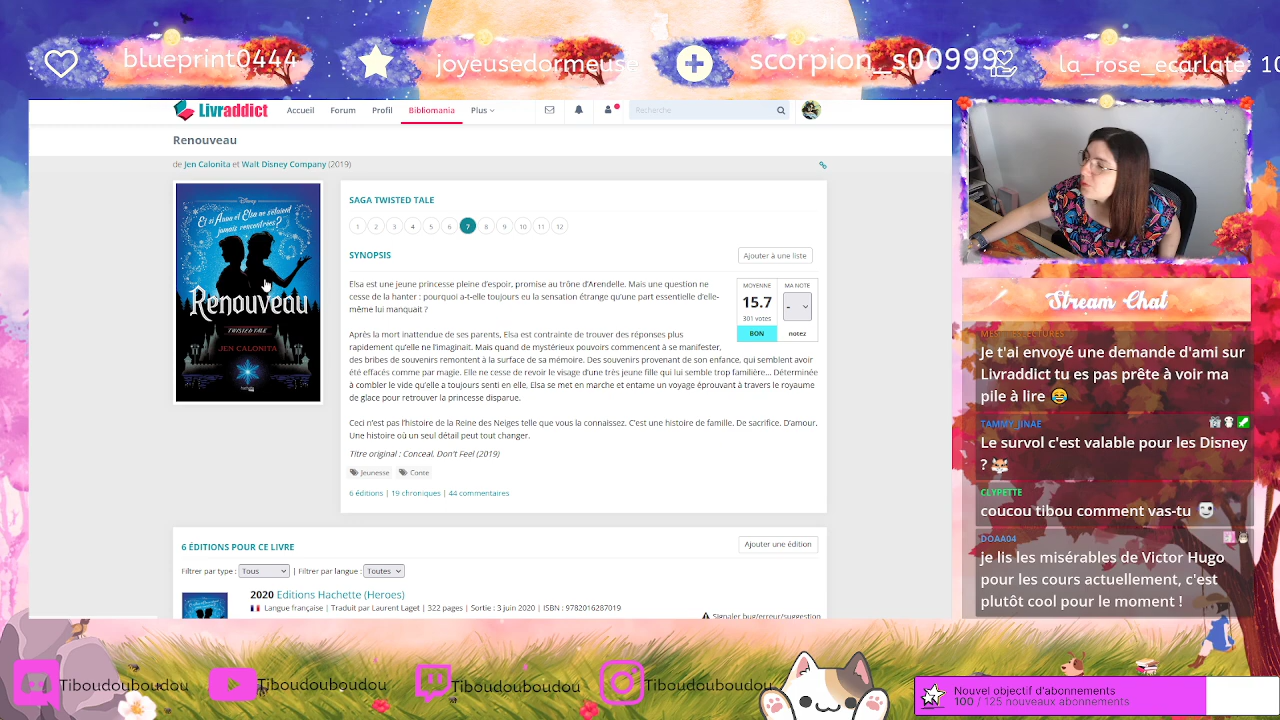 blueprint0444
joyeusedormeuse
scorpion_s00999
la_rose_ecarlate: 10
Livraddict
Accueil
Forum
Profil
Bibliomania
Plus
Recherche
Renouveau
de Jen Calonita et Walt Disney Company (2019)
Disney
Et si Anna et Elsa ne s'étaient
jamais rencontrées?
Renouveau
TWISTED TALE
JEN CALONITA
SAGA TWISTED TALE
1 2 3 4 5 6 7 8 9 10 11 12
SYNOPSIS
Ajouter à une liste
Elsa est une jeune princesse pleine d'espoir, promise au trône d'Arendelle. Mais une question ne
cesse de la hanter : pourquoi a-t-elle toujours eu la sensation étrange qu'une part essentielle d'elle-
même lui manquait ?
MOYENNE
15.7
301 votes
BON
MA NOTE
-
notez
Après la mort inattendue de ses parents, Elsa est contrainte de trouver des réponses plus
rapidement qu'elle ne l'imaginait. Mais quand de mystérieux pouvoirs commencent à se manifester,
des bribes de souvenirs remontent à la surface de sa mémoire. Des souvenirs provenant de son enfance, qui semblent avoir
été effacés comme par magie. Elle ne cesse de revoir le visage d'une très jeune fille qui lui semble trop familière... Déterminée
à combler le vide qu'elle a toujours senti en elle, Elsa se met en marche et entame un voyage éprouvant à travers le royaume
de glace pour retrouver la princesse disparue.
Ceci n'est pas l'histoire de la Reine des Neiges telle que vous la connaissez. C'est une histoire de famille. De sacrifice. D'amour.
Une histoire où un seul détail peut tout changer.
Titre original : Conceal. Don't Feel (2019)
Jeunesse
Conte
6 éditions | 19 chroniques | 44 commentaires
6 ÉDITIONS POUR CE LIVRE
Ajouter une édition
Filtrer par type : Tous | Filtrer par langue : Toutes
2020 Editions Hachette (Heroes)
Langue française | Traduit par Laurent Laget | 322 pages | Sortie : 3 juin 2020 | ISBN : 9782016287019
Signaler bug/erreur/suggestion
Stream Chat
Je t'ai envoyé une demande d'ami sur
Livraddict tu es pas prête à voir ma
pile à lire 😂
TAMMY_JINAE
Le survol c'est valable pour les Disney
?
CLYPETTE
coucou tibou comment vas-tu
DOAA04
je lis les misérables de Victor Hugo
pour les cours actuellement, c'est
plutôt cool pour le moment !
Tiboudouboudou
Tiboudouboudou
Tiboudouboudou
Tiboudouboudou
Nouvel objectif d'abonnements
100 / 125 nouveaux abonnements